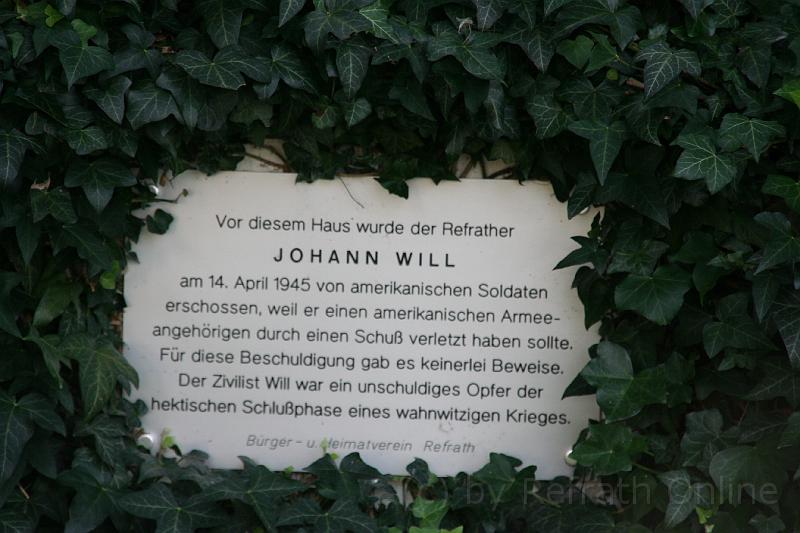 Vor diesem Haus wurde der Refrather
JOHANN WILL
am 14. April 1945 von amerikanischen Soldaten
erschossen, weil er einen amerikanischen Armee-
angehörigen durch einen Schuß verletzt haben sollte.
Für diese Beschuldigung gab es keinerlei Beweise.
Der Zivilist Will war ein unschuldiges Opfer der
hektischen Schlußphase eines wahnwitzigen Krieges.
Bürger- u. Heimatverein Refrath
(c) by Refrath Online